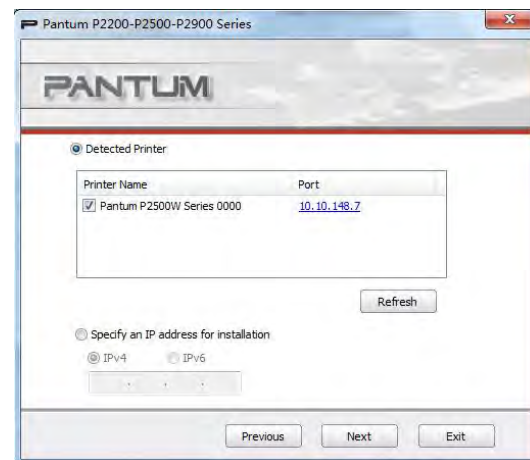 Pantum P2200-P2500-P2900 Series
PANTUM
Detected Printer
Printer Name Port
Pantum P2500W Series 0000 10.10.148.7
Refresh
Specify an IP address for installation
IPv4 IPv6
. . .
Previous Next Exit